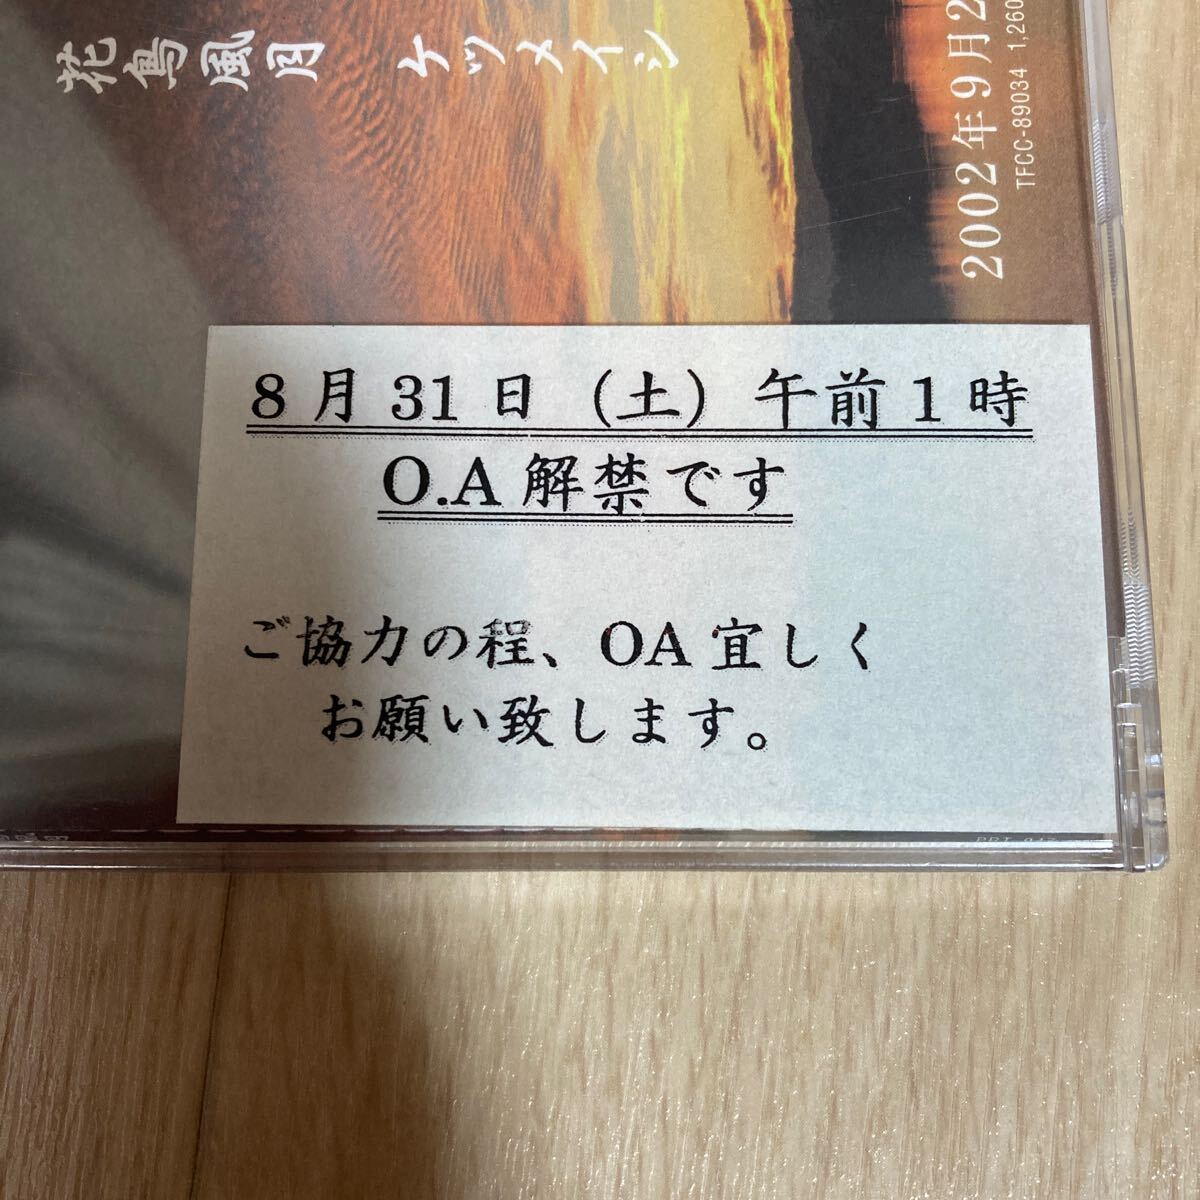 花鳥風月 ケツメイシ
2002年9月2
TFCC-89034 1,260
8月31日（土）午前1時
O.A解禁です
ご協力の程、OA宜しく
お願い致します。